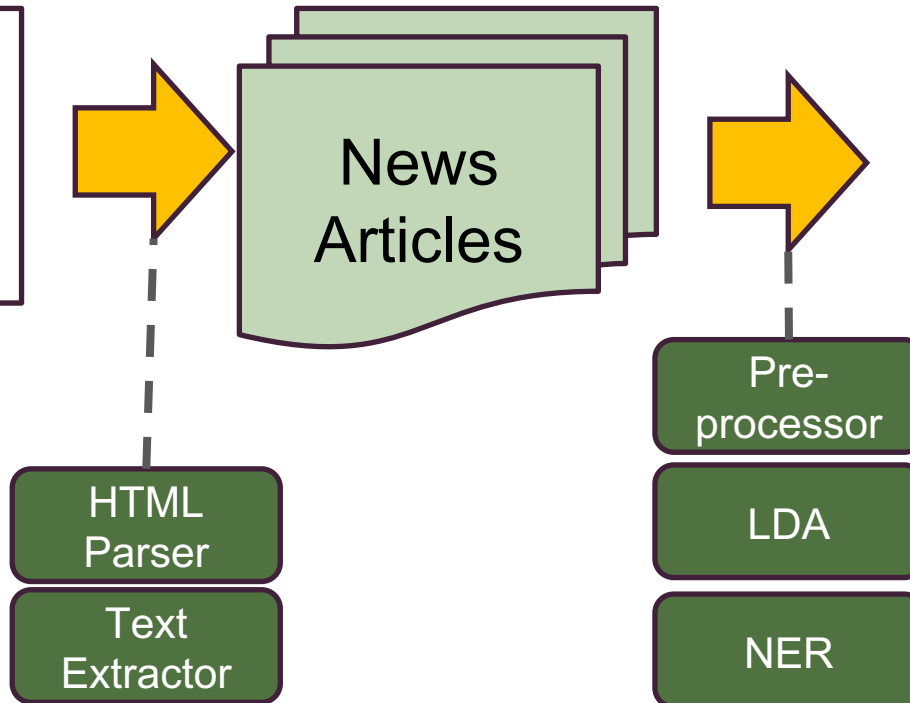 News
Articles
HTML
Parser
Text
Extractor
Pre-
processor
LDA
NER